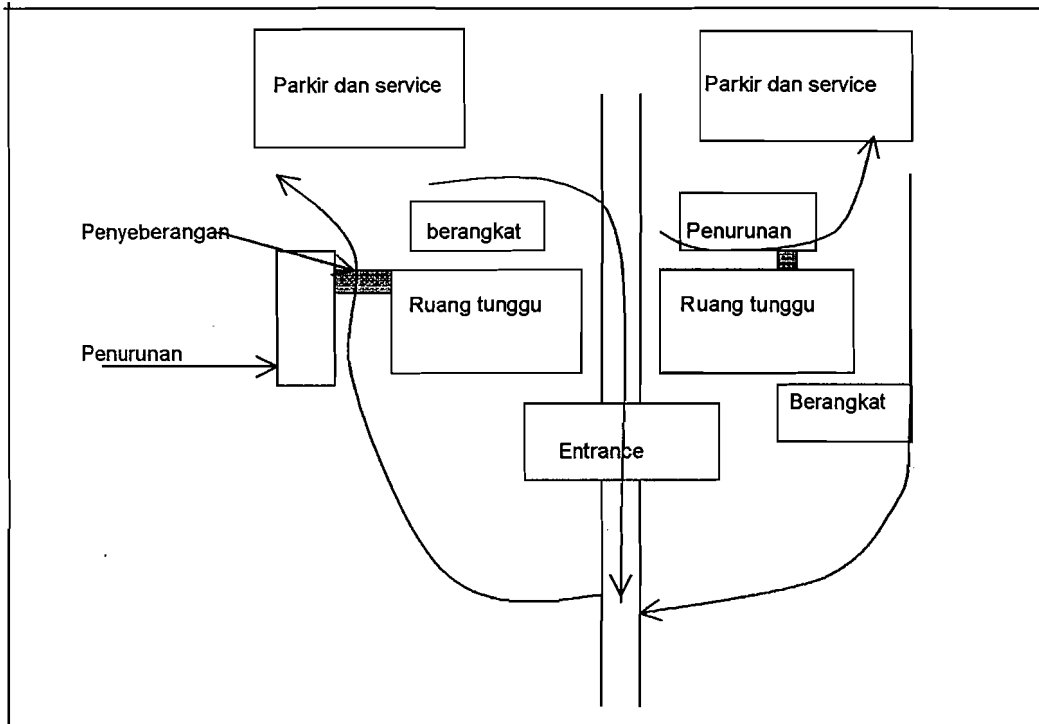 Parkir dan service
Parkir dan service
Penyeberangan
berangkat
Penurunan
Ruang tunggu
Ruang tunggu
Penurunan
Berangkat
Entrance